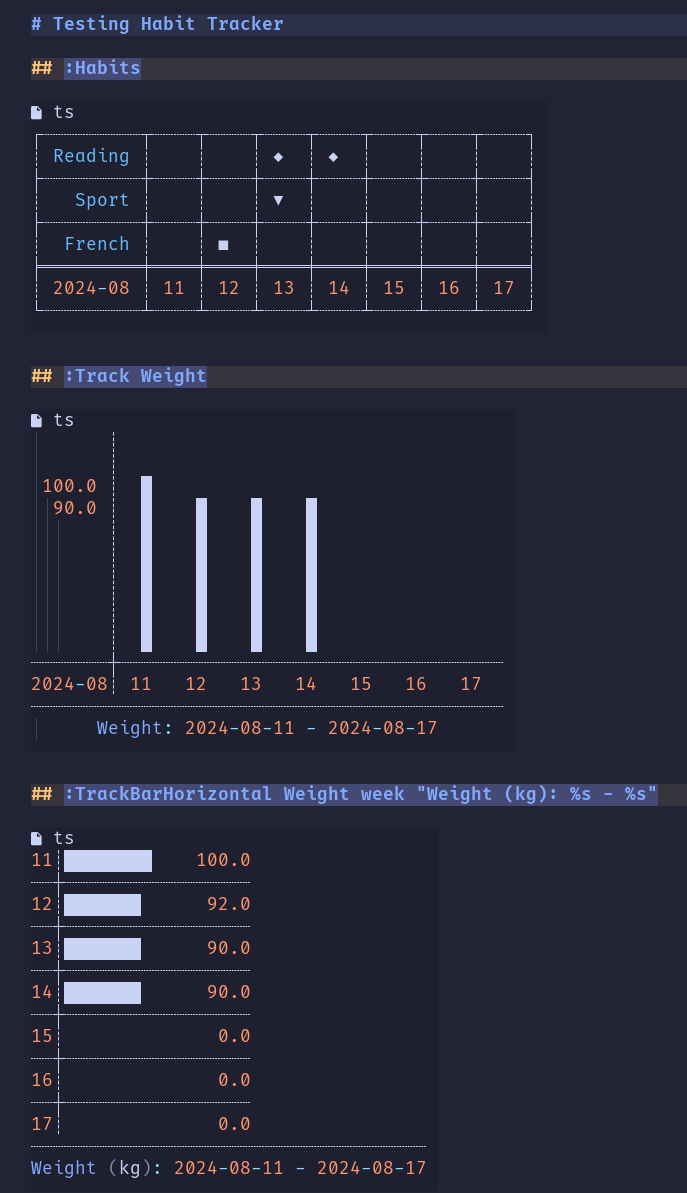 # Testing Habit Tracker
## :Habits
ts
Reading ◆ ◆
Sport ▼
French ■
2024-08 11 12 13 14 15 16 17
## :Track Weight
ts
100.0
90.0
2024-08 11 12 13 14 15 16 17
Weight: 2024-08-11 - 2024-08-17
## :TrackBarHorizontal Weight week "Weight (kg): %s - %s"
ts
11 100.0
12 92.0
13 90.0
14 90.0
15 0.0
16 0.0
17 0.0
Weight (kg): 2024-08-11 - 2024-08-17